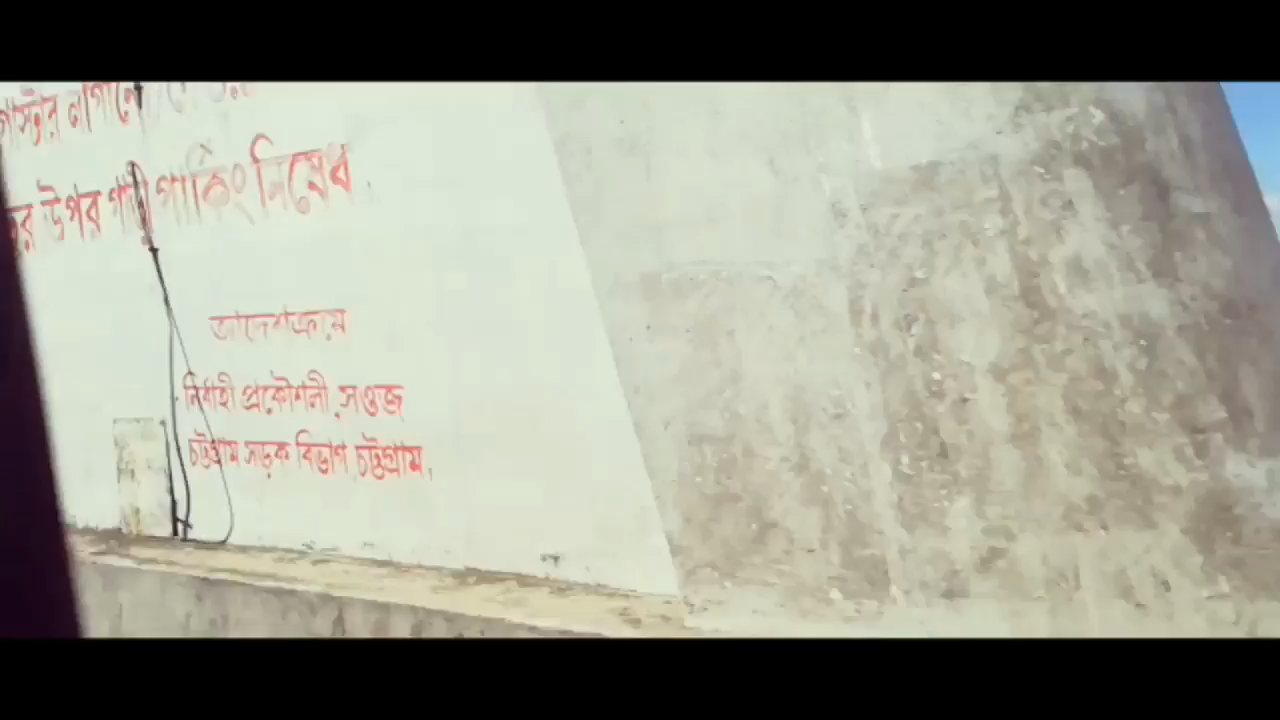 পোস্টার লাগানো
উপর গাড়ী পার্কিং নিষেধ
আদেশক্রমে
নির্বাহী প্রকৌশলী, সওজ
চট্টগ্রাম সড়ক বিভাগ, চট্টগ্রাম,